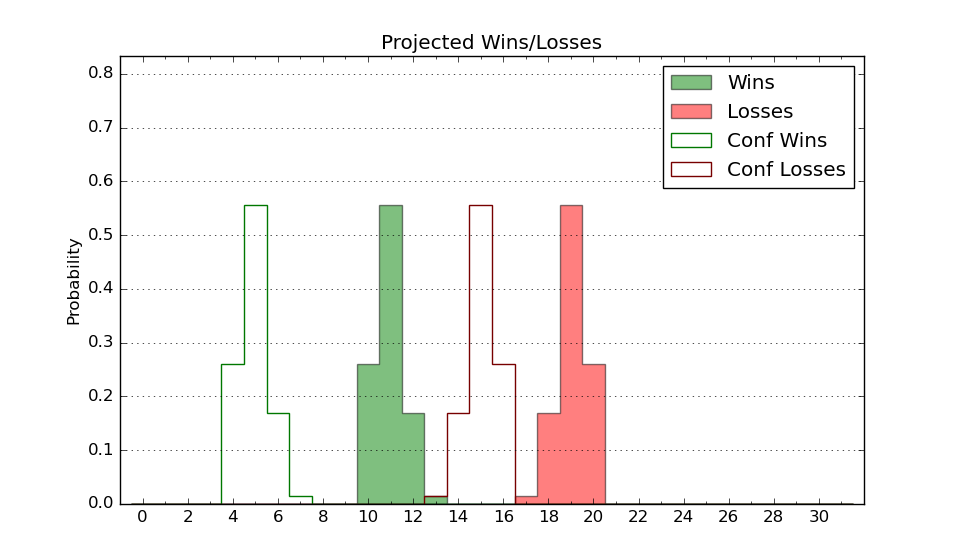 Projected Wins/Losses
Wins
Losses
Conf Wins
Conf Losses
Probability
0.8
0.7
0.6
0.5
0.4
0.3
0.2
0.1
0.0
0 2 4 6 8 10 12 14 16 18 20 22 24 26 28 30